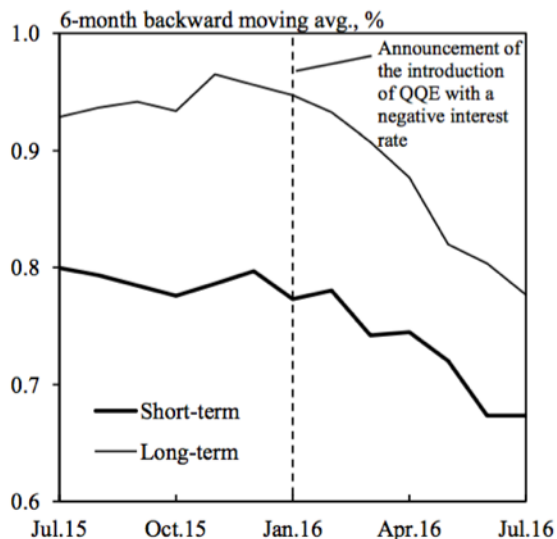 6-month backward moving avg., %
1.0
Announcement of
the introduction
of QQE with a
negative interest
rate
0.9
0.8
0.7
Short-term
Long-term
0.6
Jul.15 Oct.15 Jan.16 Apr.16 Jul.16